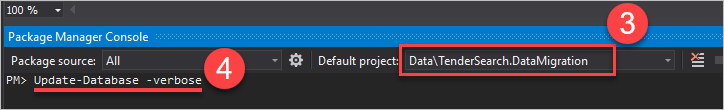 100 %
3
Package Manager Console
Package source: All Default project: Data\TenderSearch.DataMigration
4
PM> Update-Database -verbose